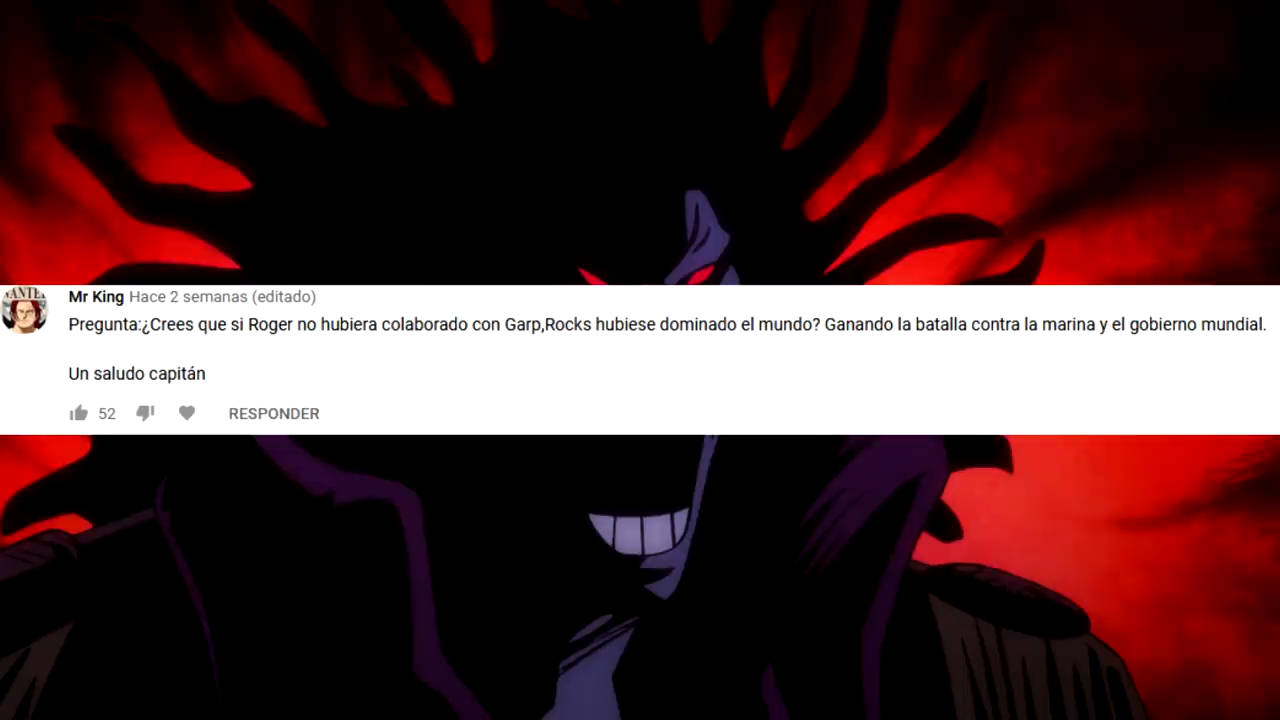 WANTED
Mr King Hace 2 semanas (editado)
Pregunta:¿Crees que si Roger no hubiera colaborado con Garp,Rocks hubiese dominado el mundo? Ganando la batalla contra la marina y el gobierno mundial.
Un saludo capitán
52 RESPONDER